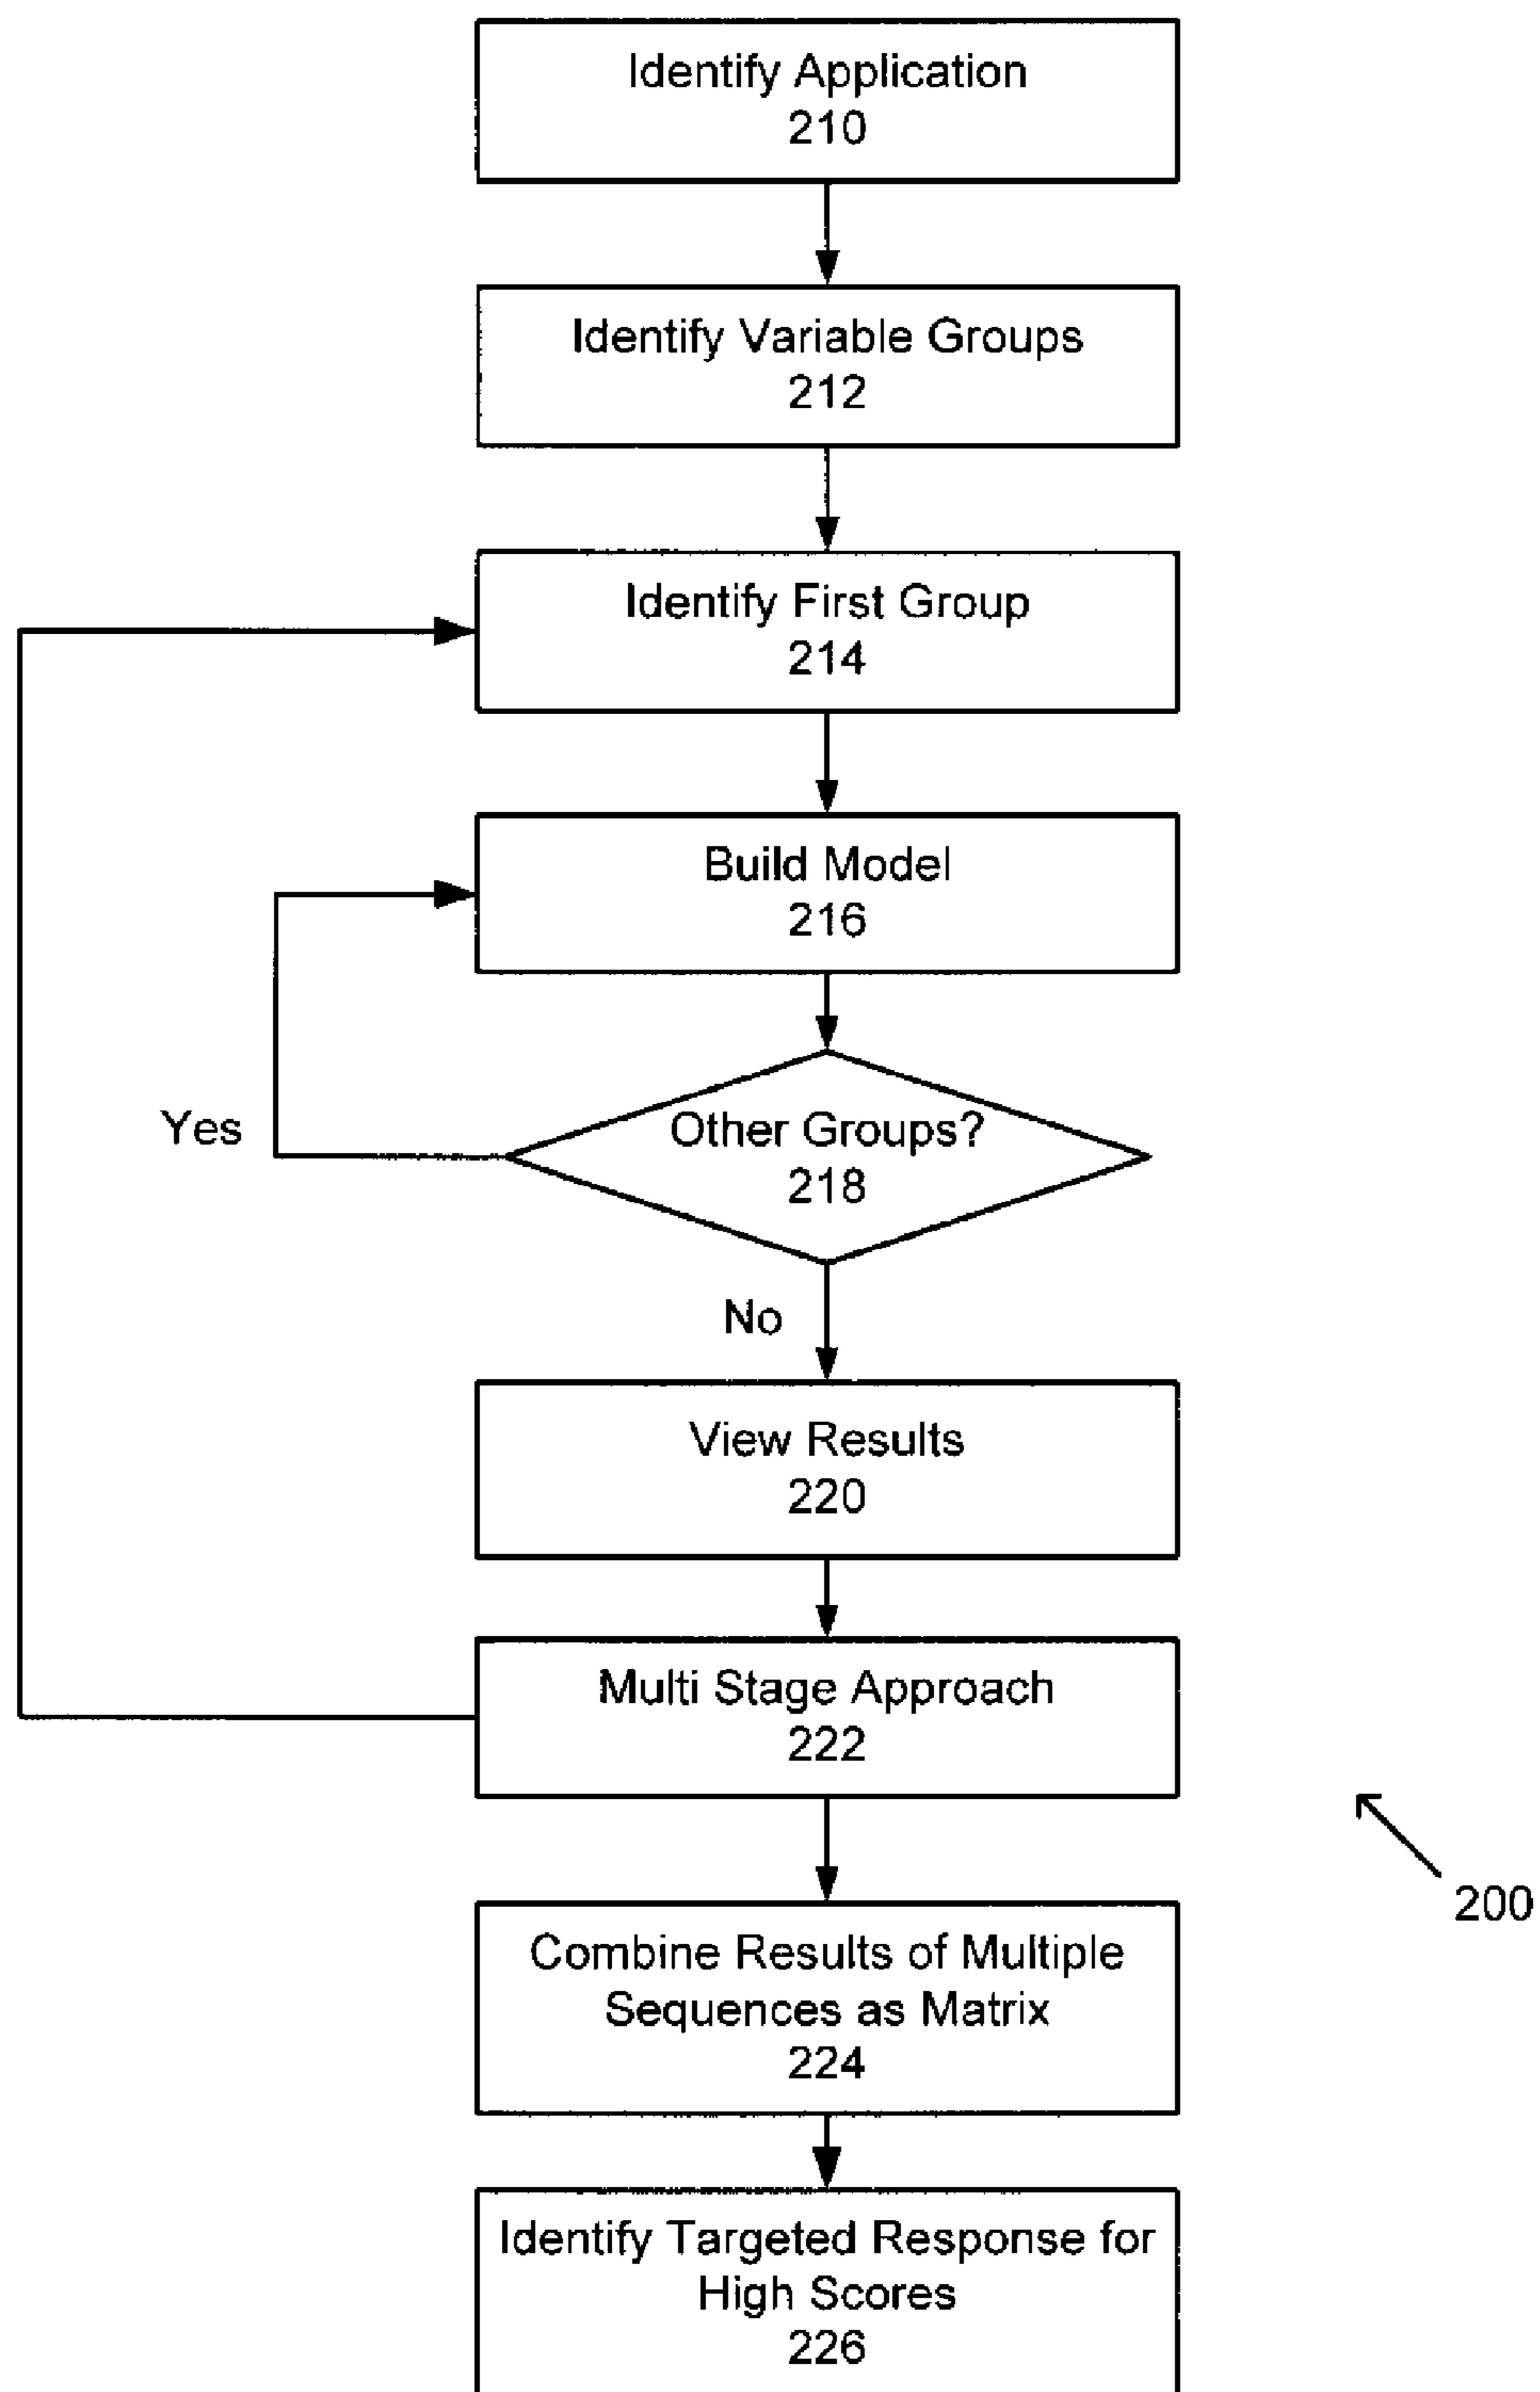 Identify Application
210
Identify Variable Groups
212
Identify First Group
214
Build Model
216
Yes
Other Groups?
218
No
View Results
220
Multi Stage Approach
222
200
Combine Results of Multiple
Sequences as Matrix
224
Identify Targeted Response for
High Scores
226